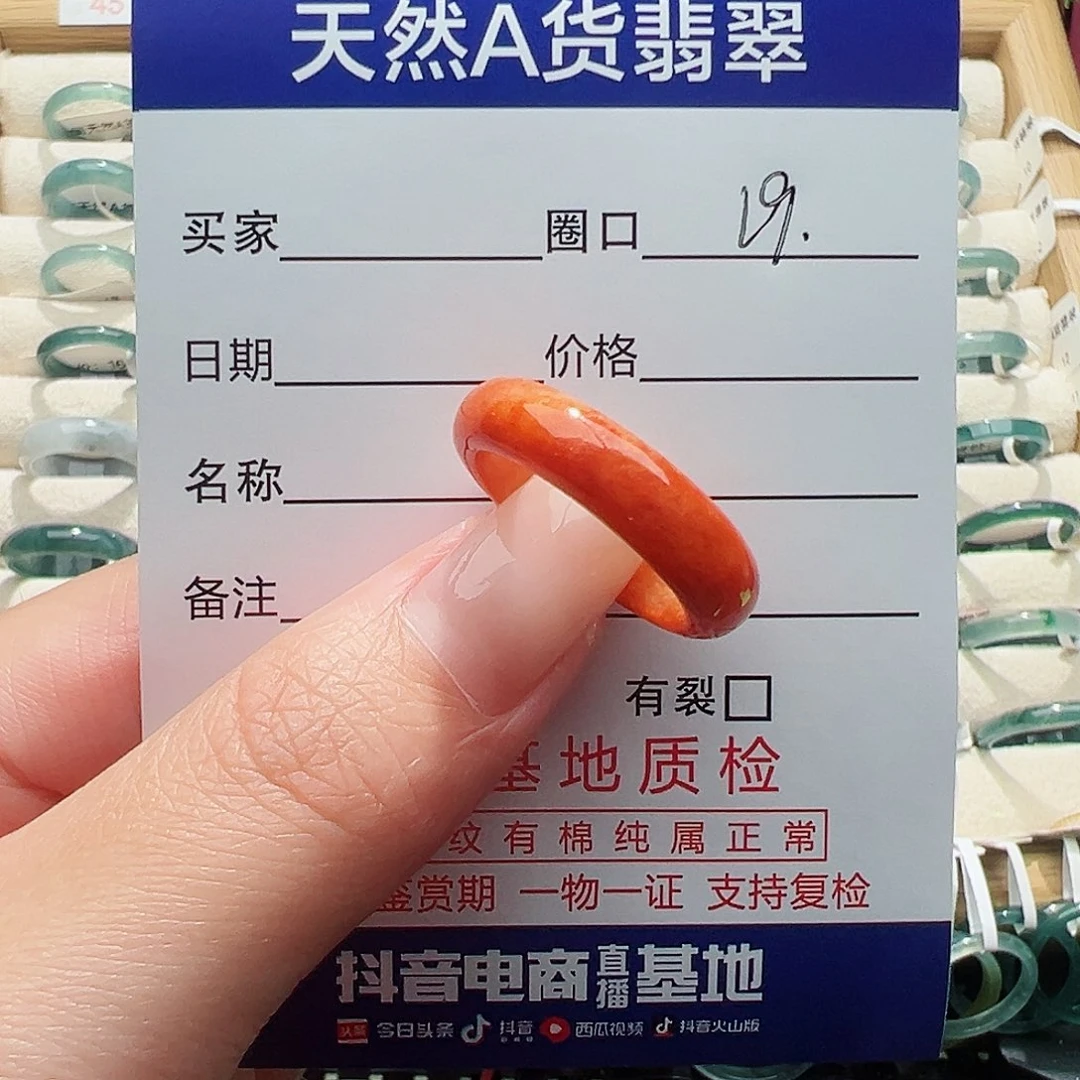 45
天然A货翡翠
买家 圈口 19.
日期 价格
名称
备注
有裂
基地质检
纹有棉纯属正常
鉴赏期 一物一证 支持复检
抖音电商直播基地
头条 今日头条 抖音 西瓜视频 抖音火山版